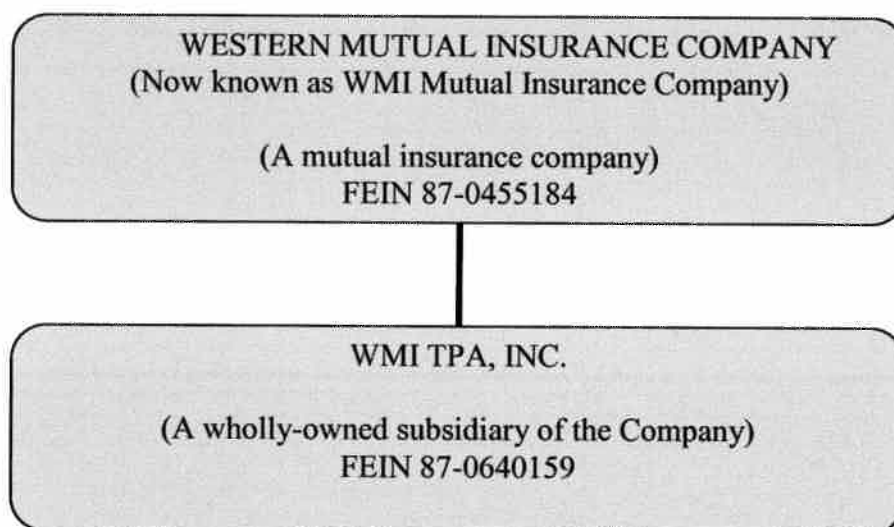 WESTERN MUTUAL INSURANCE COMPANY
(Now known as WMI Mutual Insurance Company)
(A mutual insurance company)
FEIN 87-0455184
WMI TPA, INC.
(A wholly-owned subsidiary of the Company)
FEIN 87-0640159